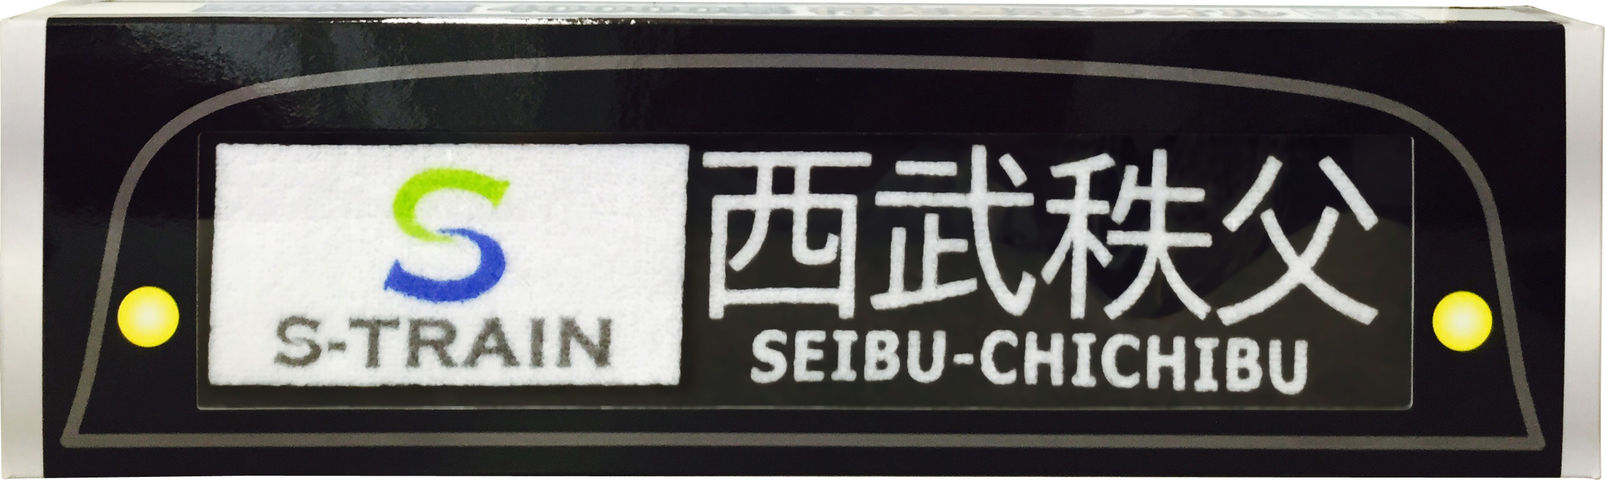 S
S-TRAIN
西武秩父
SEIBU-CHICHIBU